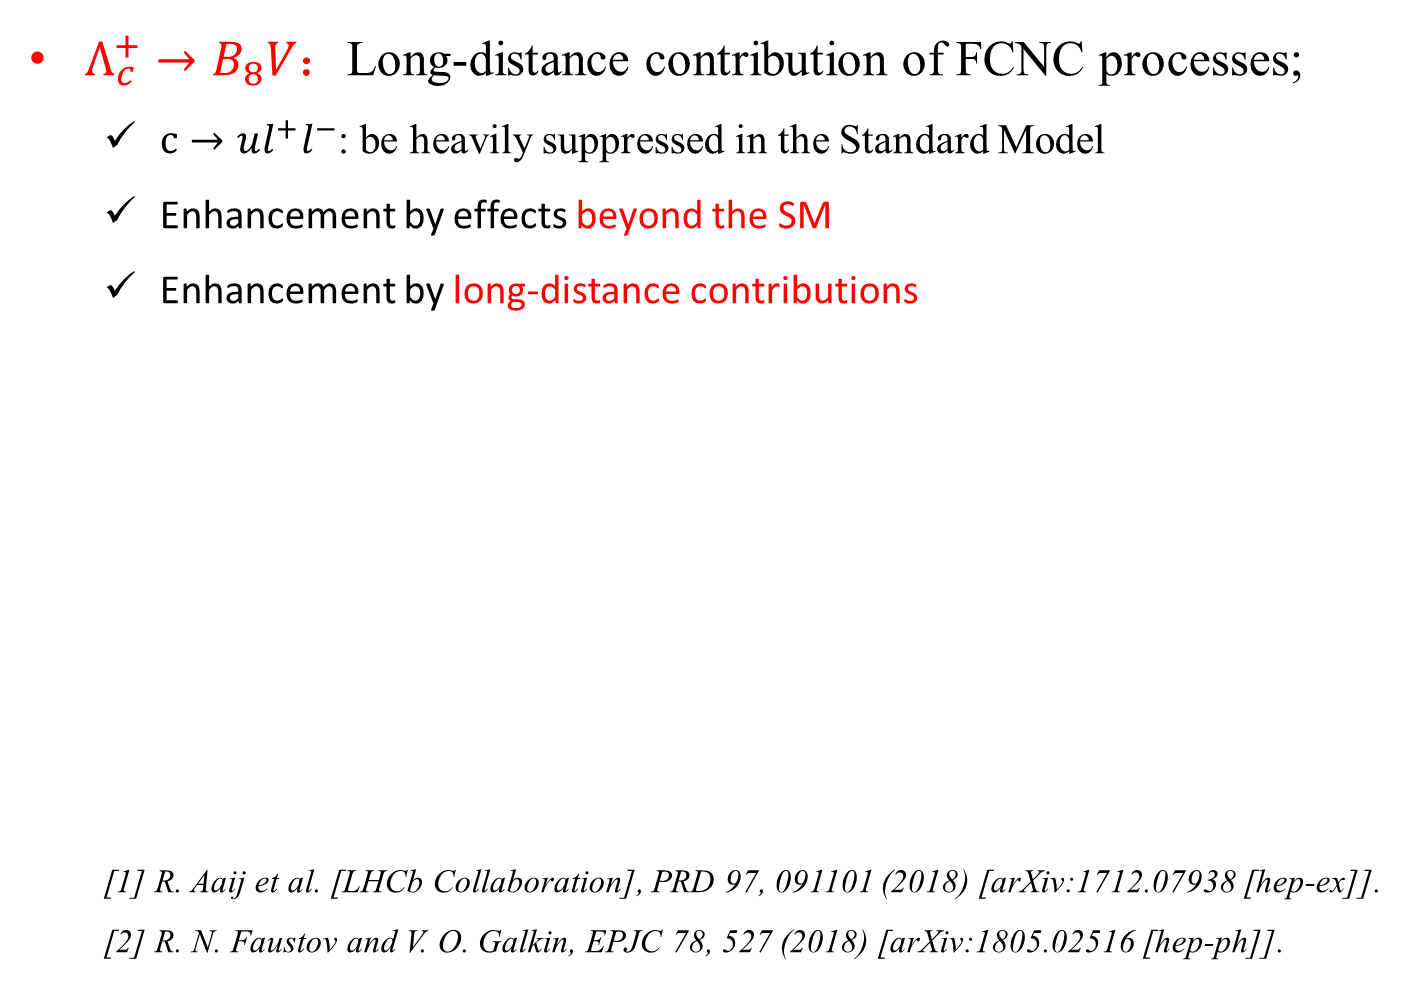 • Λ_c^+ → B_8V： Long-distance contribution of FCNC processes;
✓ c → ul^+l^−: be heavily suppressed in the Standard Model
✓ Enhancement by effects beyond the SM
✓ Enhancement by long-distance contributions
[1] R. Aaij et al. [LHCb Collaboration], PRD 97, 091101 (2018) [arXiv:1712.07938 [hep-ex]].
[2] R. N. Faustov and V. O. Galkin, EPJC 78, 527 (2018) [arXiv:1805.02516 [hep-ph]].